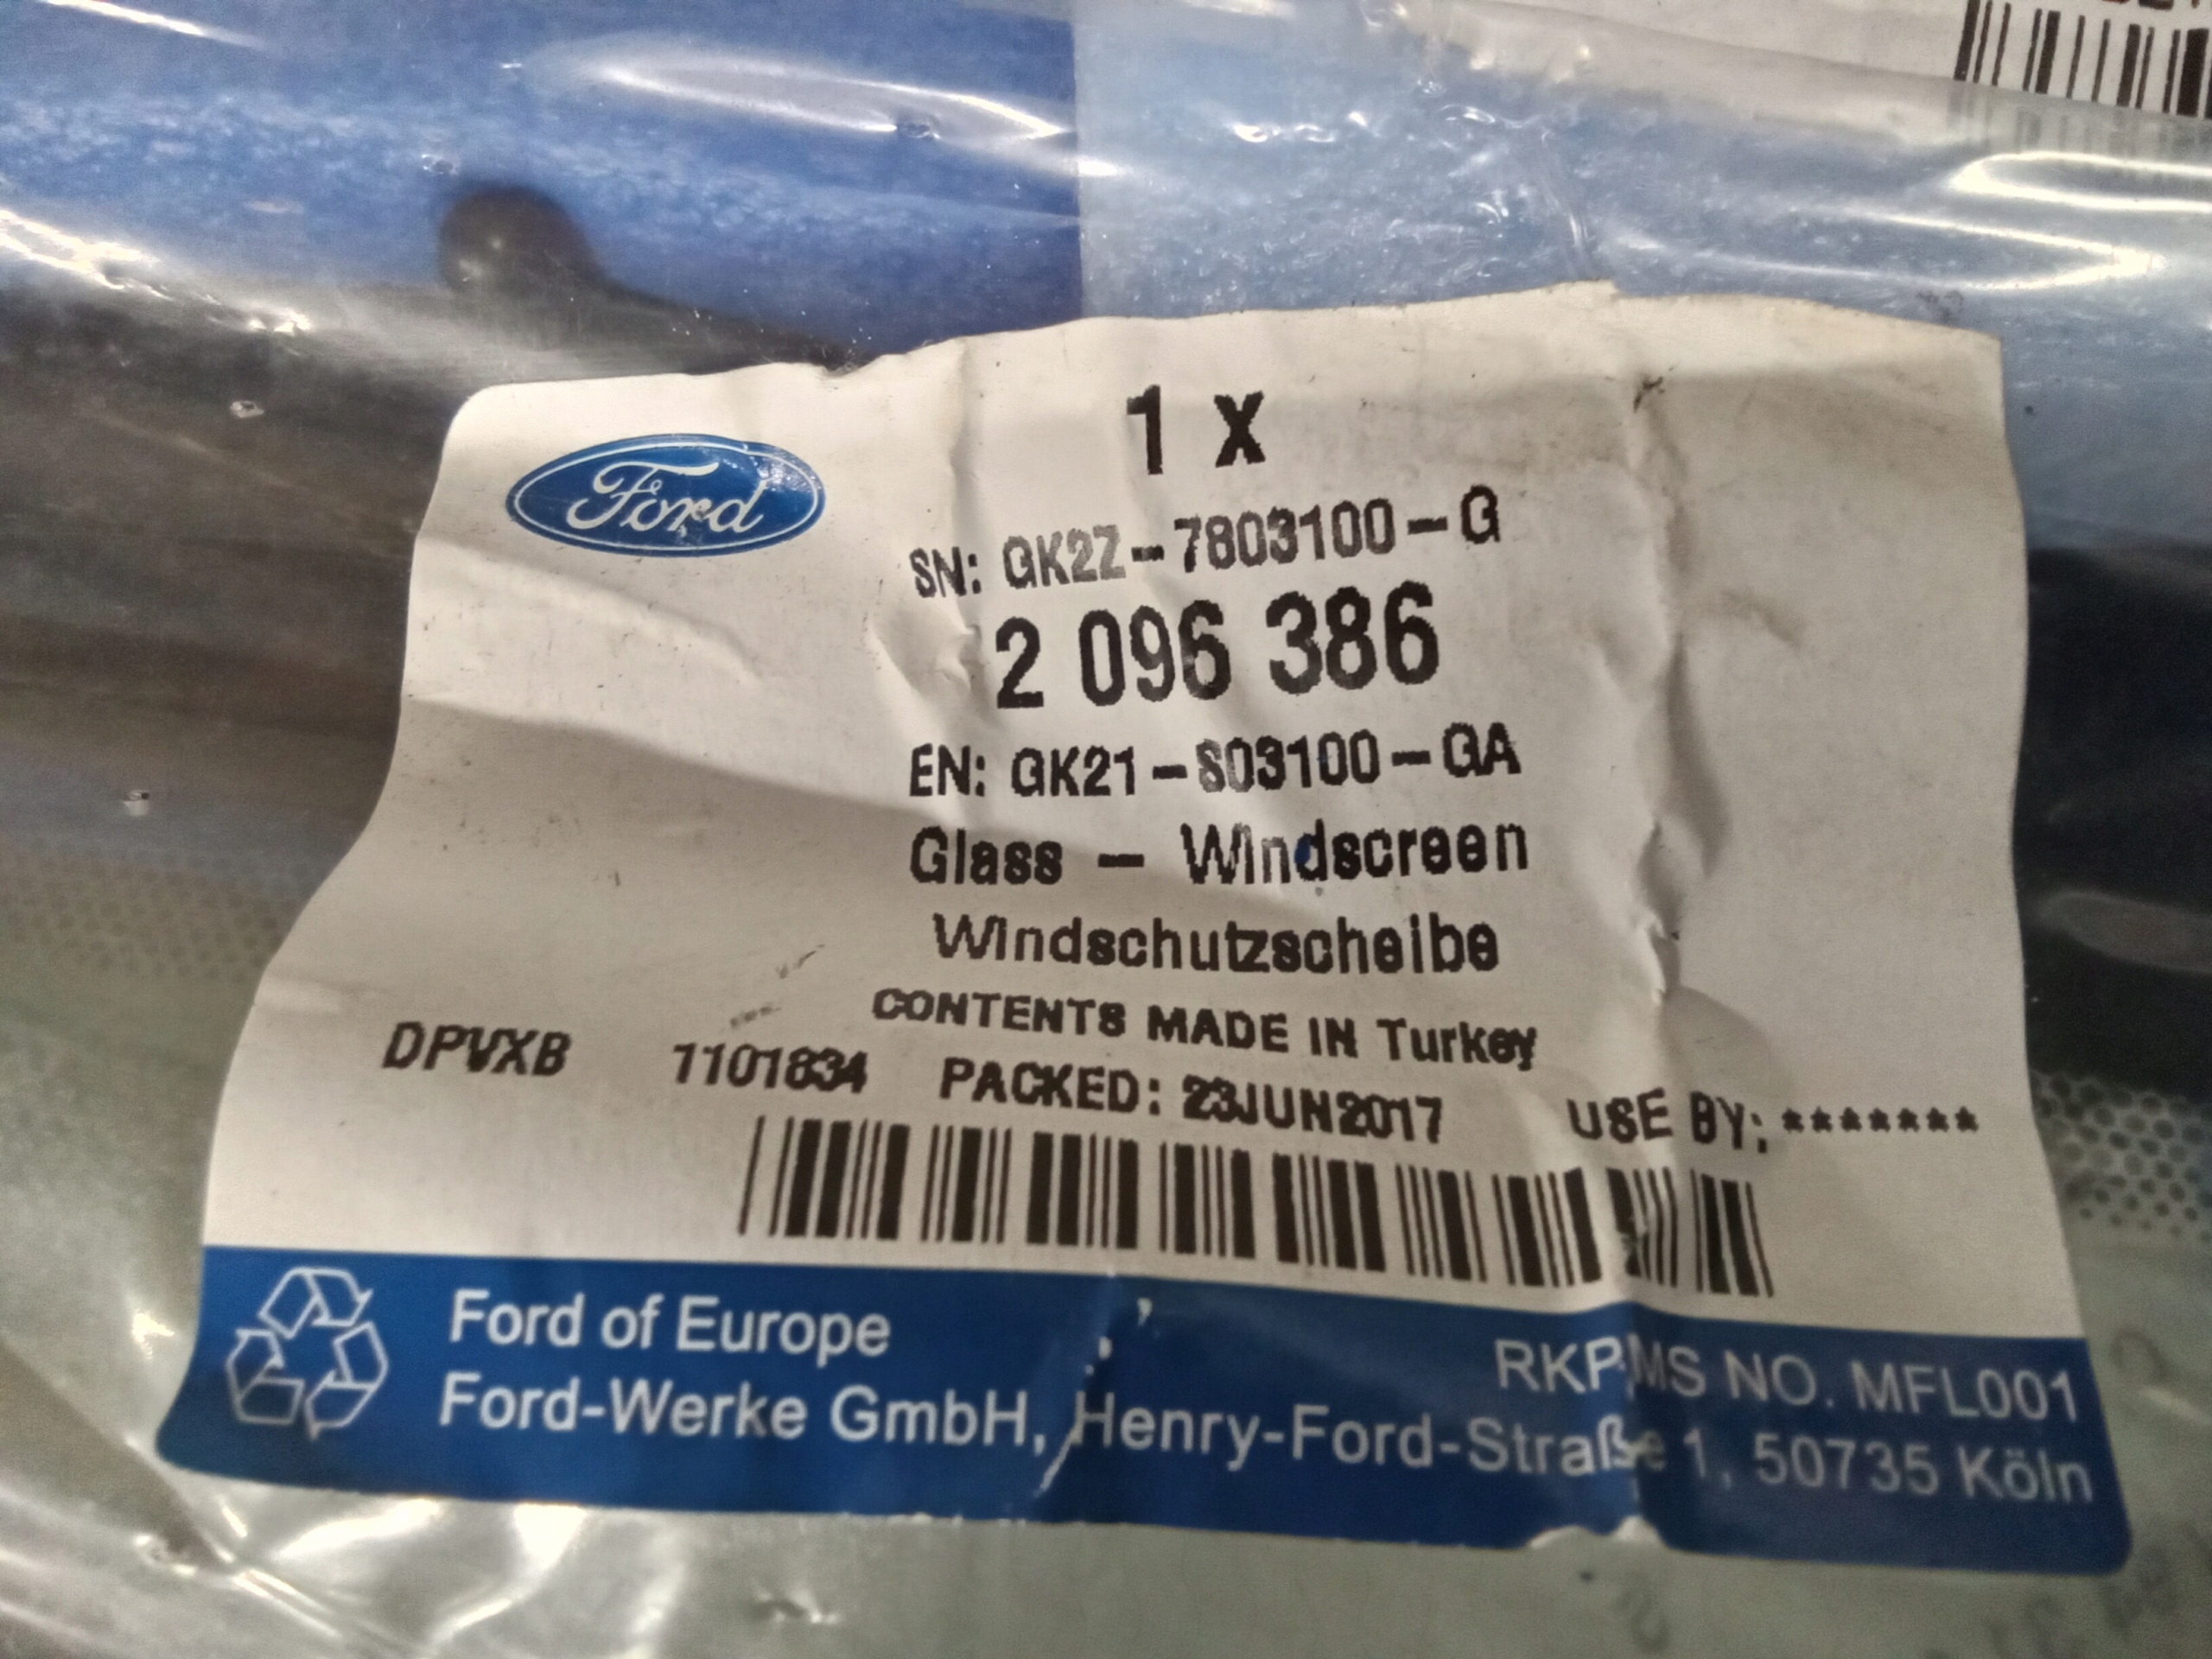 Ford
1 x
SN: GK2Z-7803100-G
2 096 386
EN: GK21-S03100-GA
Glass - Windscreen
Windschutzscheibe
CONTENTS MADE IN Turkey
DPVXB 1101834 PACKED: 23JUN2017 USE BY: *******
Ford of Europe
RKPMS NO. MFL001
Ford-Werke GmbH, Henry-Ford-Straße 1, 50735 Köln